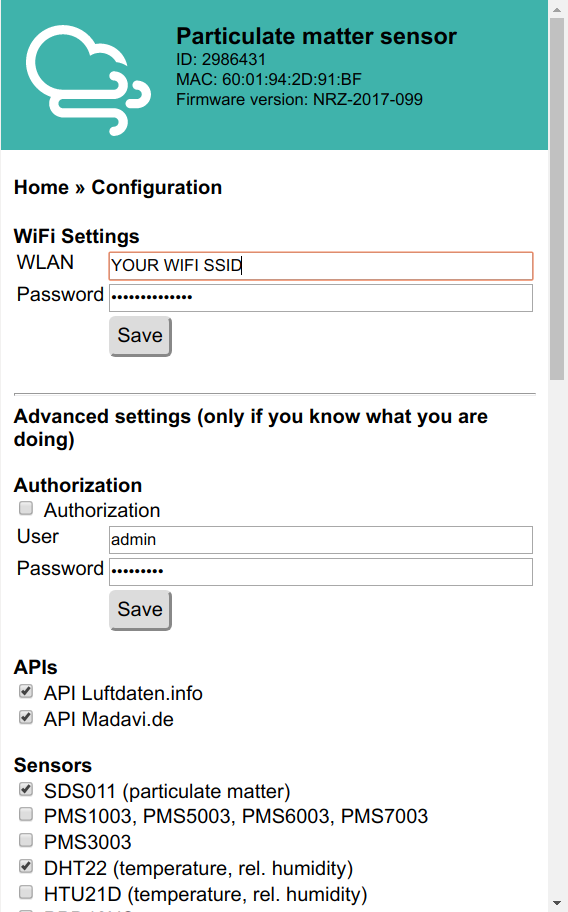 Particulate matter sensor
ID: 2986431
MAC: 60:01:94:2D:91:BF
Firmware version: NRZ-2017-099
Home » Configuration
WiFi Settings
WLAN YOUR WIFI SSID
Password ••••••••••••••
Save
Advanced settings (only if you know what you are
doing)
Authorization
Authorization
User admin
Password •••••••••
Save
APIs
API Luftdaten.info
API Madavi.de
Sensors
SDS011 (particulate matter)
PMS1003, PMS5003, PMS6003, PMS7003
PMS3003
DHT22 (temperature, rel. humidity)
HTU21D (temperature, rel. humidity)